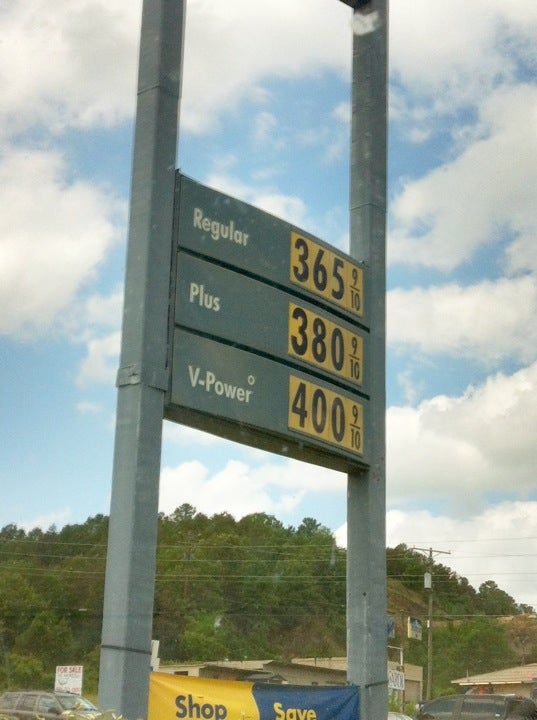 Regular 365 9/10
Plus 380 9/10
V-Power 400 9/10
FOR SALE
Shop Save